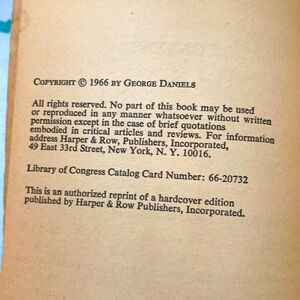 COPYRIGHT © 1966 BY GEORGE DANIELS
All rights reserved. No part of this book may be used
or reproduced in any manner whatsoever without written
permission except in the case of brief quotations
embodied in critical articles and reviews. For information
address Harper & Row, Publishers, Incorporated,
49 East 33rd Street, New York, N. Y. 10016.
Library of Congress Catalog Card Number: 66-20732
This is an authorized reprint of a hardcover edition
published by Harper & Row Publishers, Incorporated.